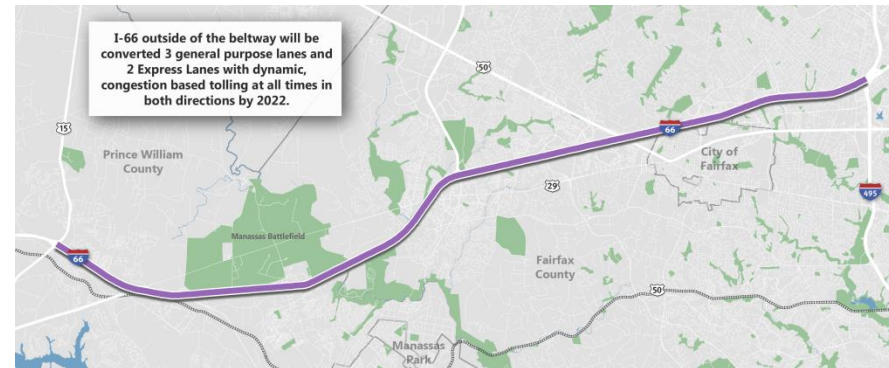 I-66 outside of the beltway will be
converted 3 general purpose lanes and
2 Express Lanes with dynamic,
congestion based tolling at all times in
both directions by 2022.
50
15
66
Prince William
County
City of
Fairfax
29
495
Manassas Battlefield
66
Fairfax
County
50
Manassas
Park